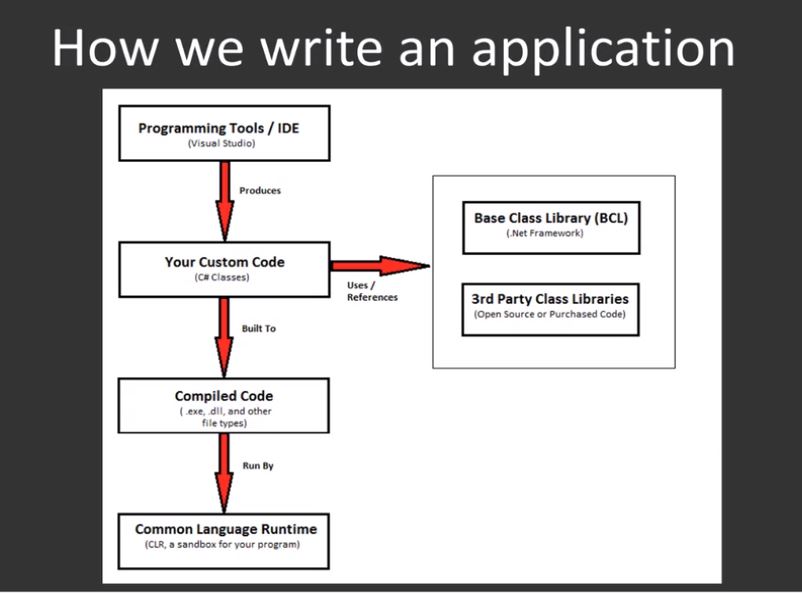 How we write an application
Programming Tools / IDE
(Visual Studio)
Produces
Your Custom Code
(C# Classes)
Uses /
References
Base Class Library (BCL)
(.Net Framework)
3rd Party Class Libraries
(Open Source or Purchased Code)
Built To
Compiled Code
( .exe, .dll, and other
file types)
Run By
Common Language Runtime
(CLR, a sandbox for your program)